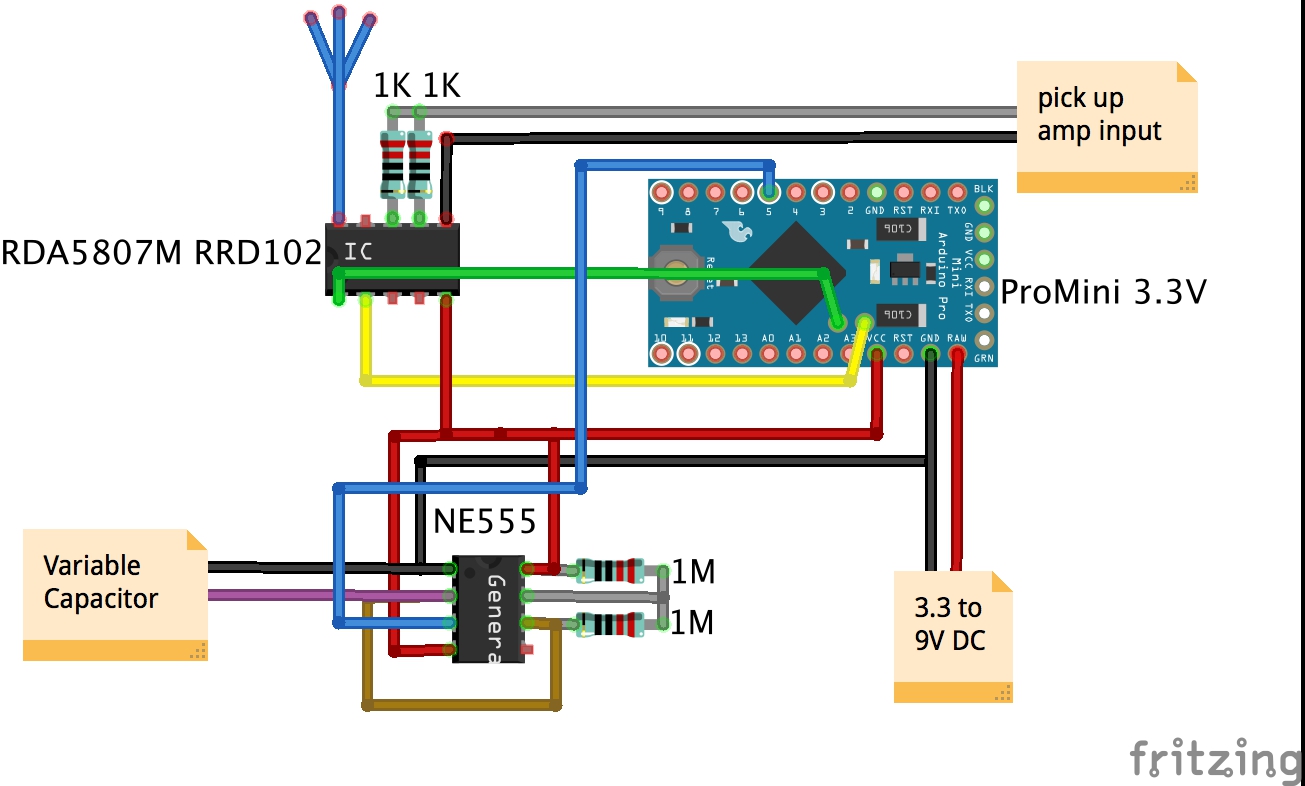 1K 1K
pick up
amp input
RDA5807M RRD102
IC
9 8 7 6 5 4 3 2 GND RST RXI TXO
BLK
GND VCC RXI TXO
GRN
Reset
Arduino Pro
Mini
10 11 12 13 A0 A1 A2 A3 VCC RST GND RAW
ProMini 3.3V
NE555
Variable
Capacitor
Genera
1M
1M
3.3 to
9V DC
fritzing